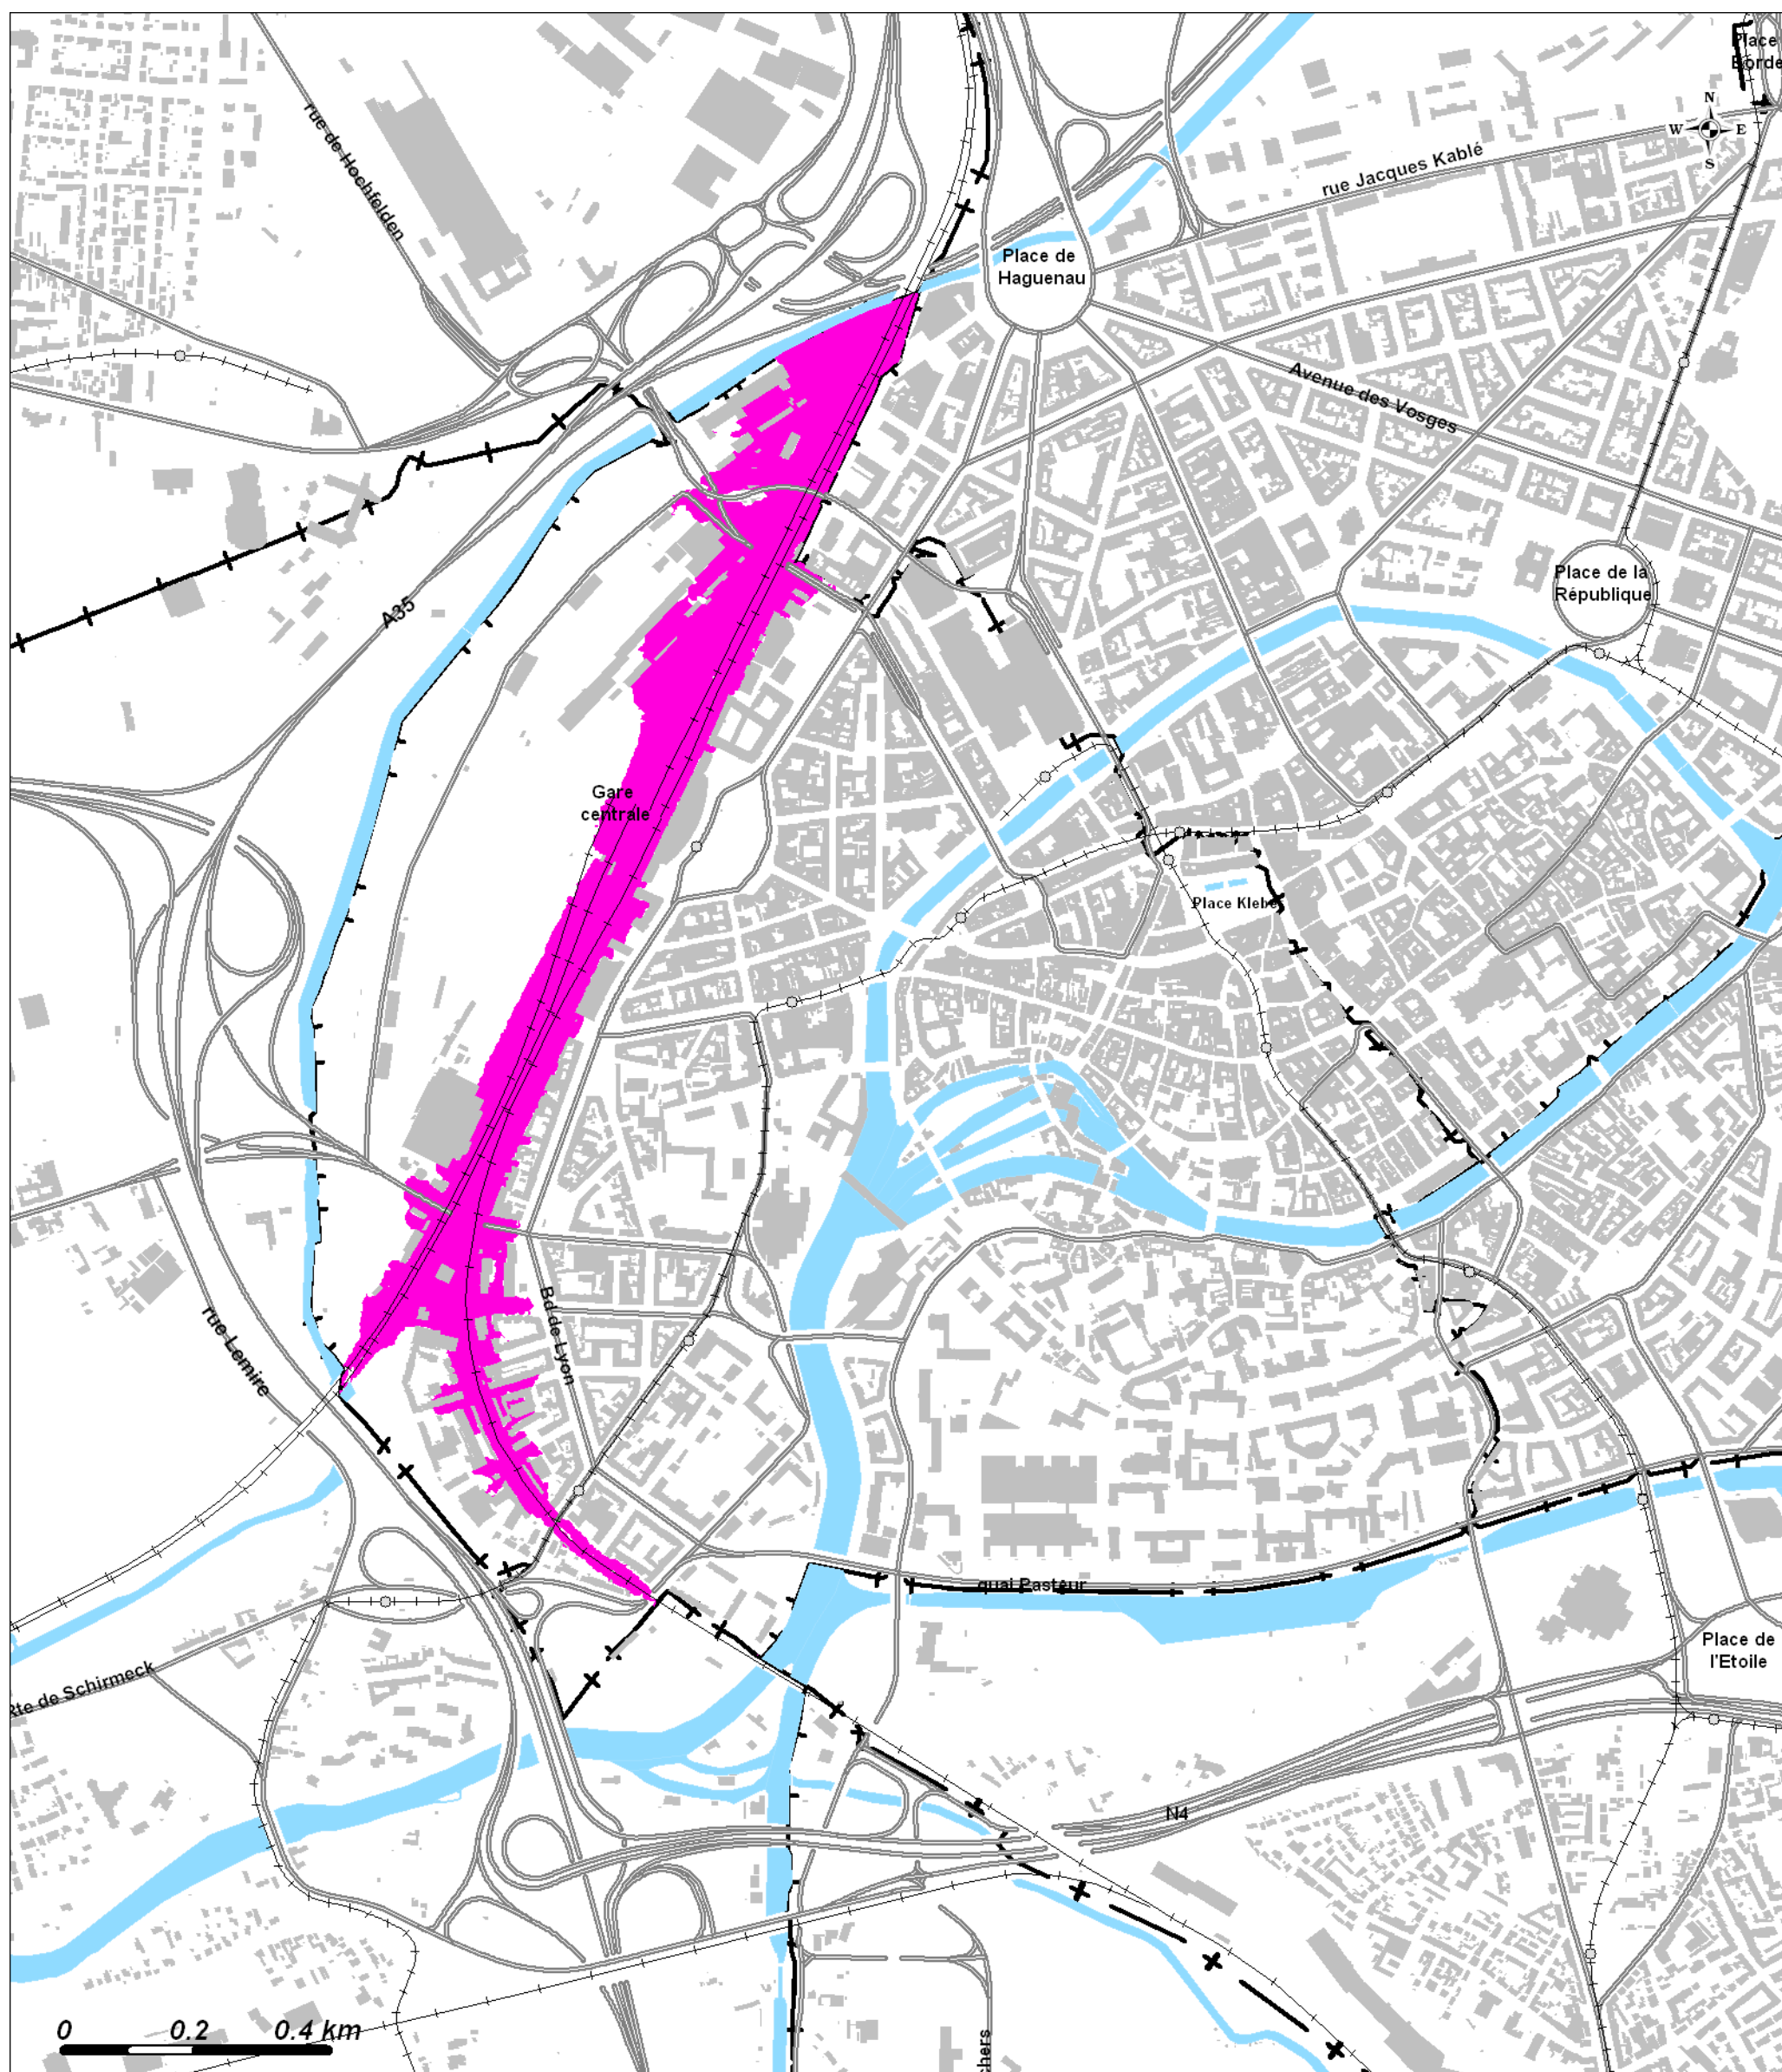 Place
Borde
N
W
E
S
rue de Hochfelden
rue Jacques Kablé
Place de
Haguenau
Avenue des Vosges
Place de la
République
A35
Gare
centrale
Place Klebe
Bd de Lyon
rue Lemire
quai Pasteur
Place de
l'Etoile
Rte de Schirmeck
N4
0
0.2
0.4 km
chers